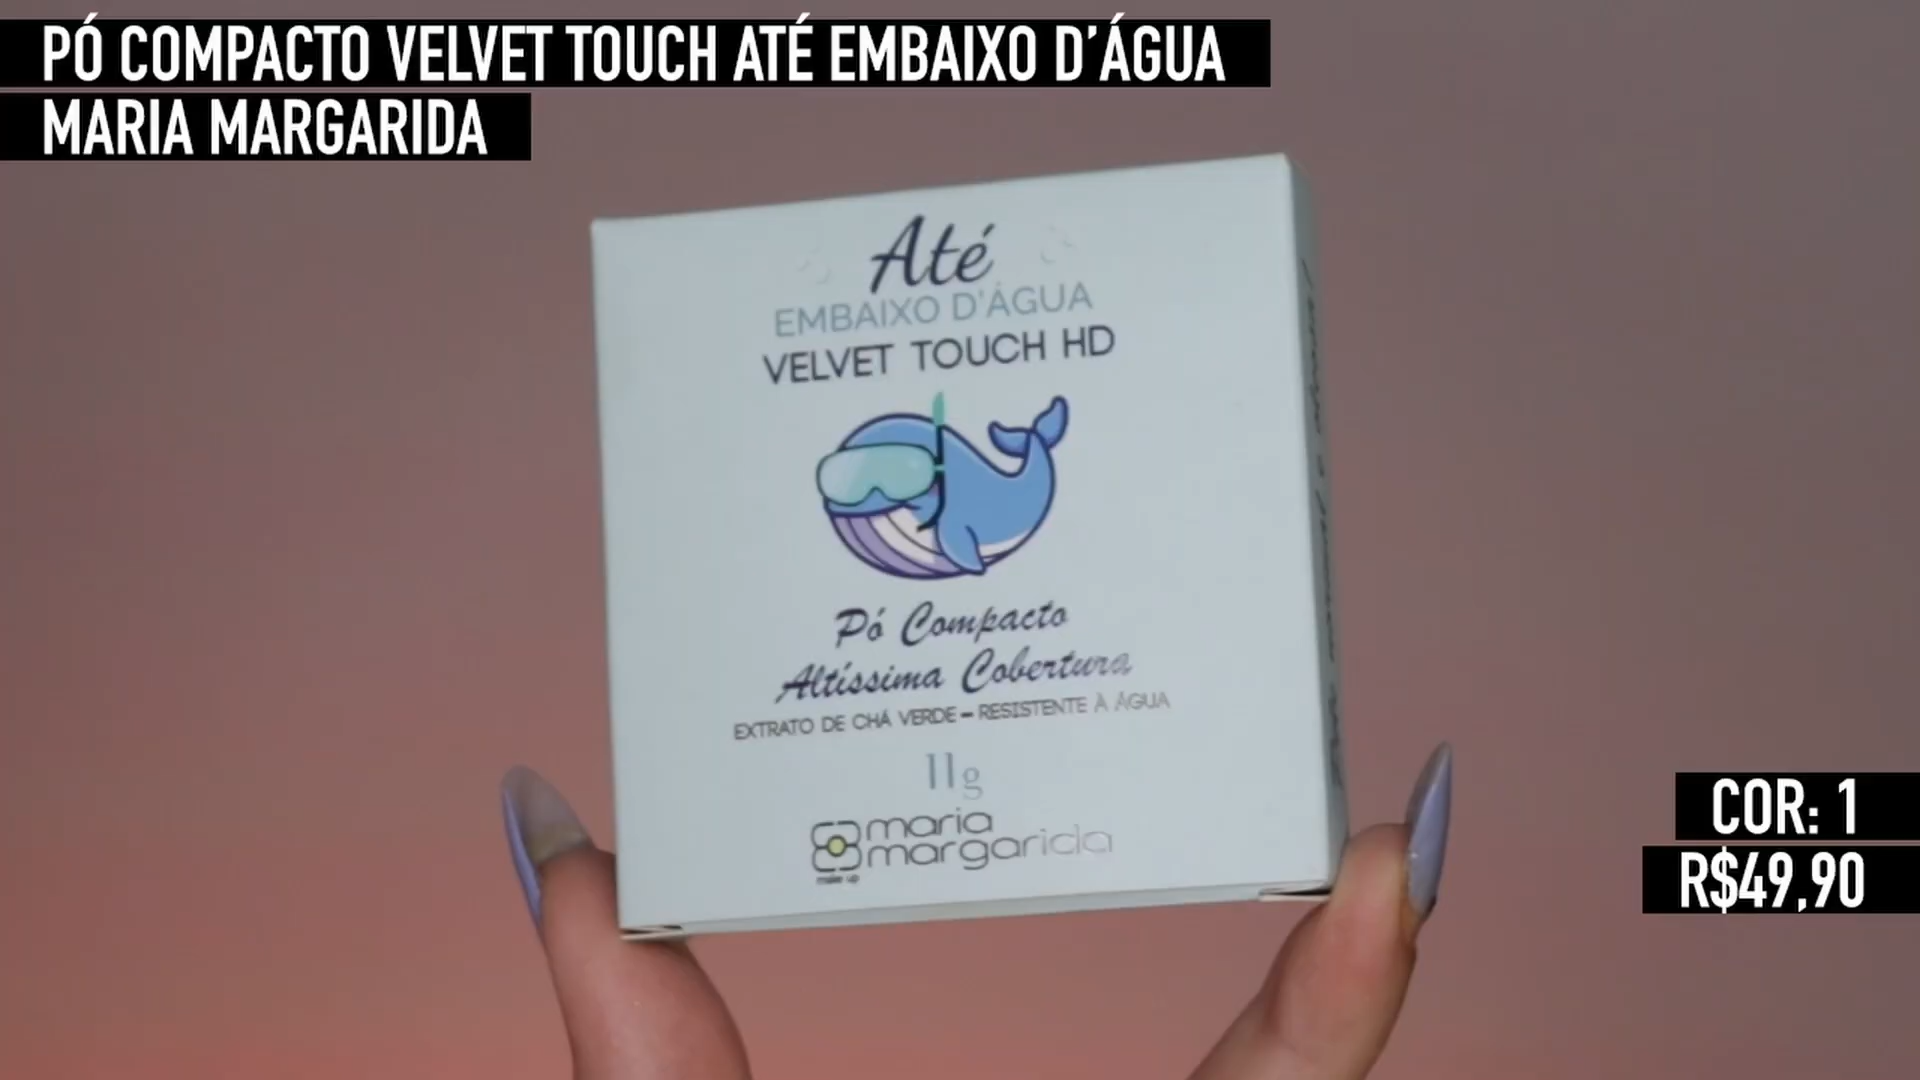 PÓ COMPACTO VELVET TOUCH ATÉ EMBAIXO D'ÁGUA
MARIA MARGARIDA
Até
EMBAIXO D'ÁGUA
VELVET TOUCH HD
Pó Compacto
Altíssima Cobertura
EXTRATO DE CHÁ VERDE – RESISTENTE À ÁGUA
11g
maria
margarida
make up
COR: 1
R$49,90